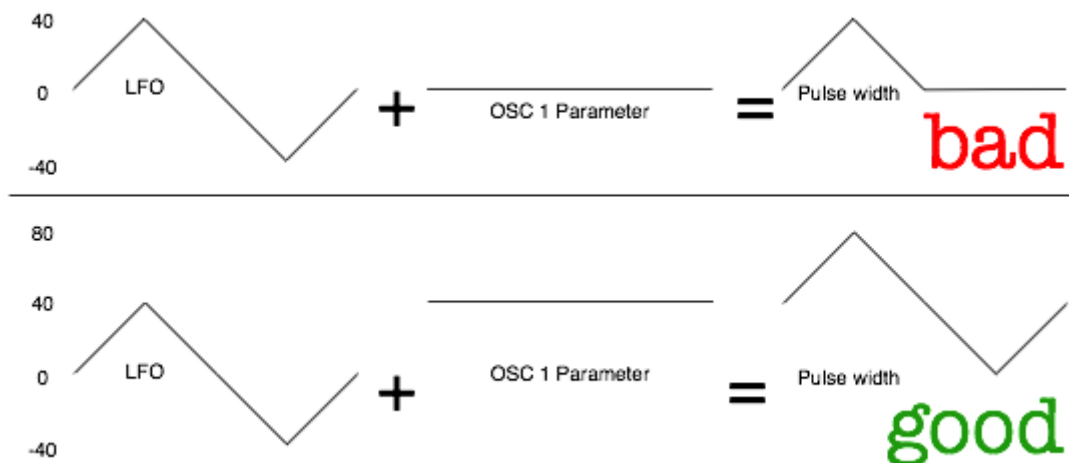 40
LFO
0
+
OSC 1 Parameter
=
Pulse width
bad
-40
80
40
LFO
0
+
OSC 1 Parameter
=
Pulse width
good
-40